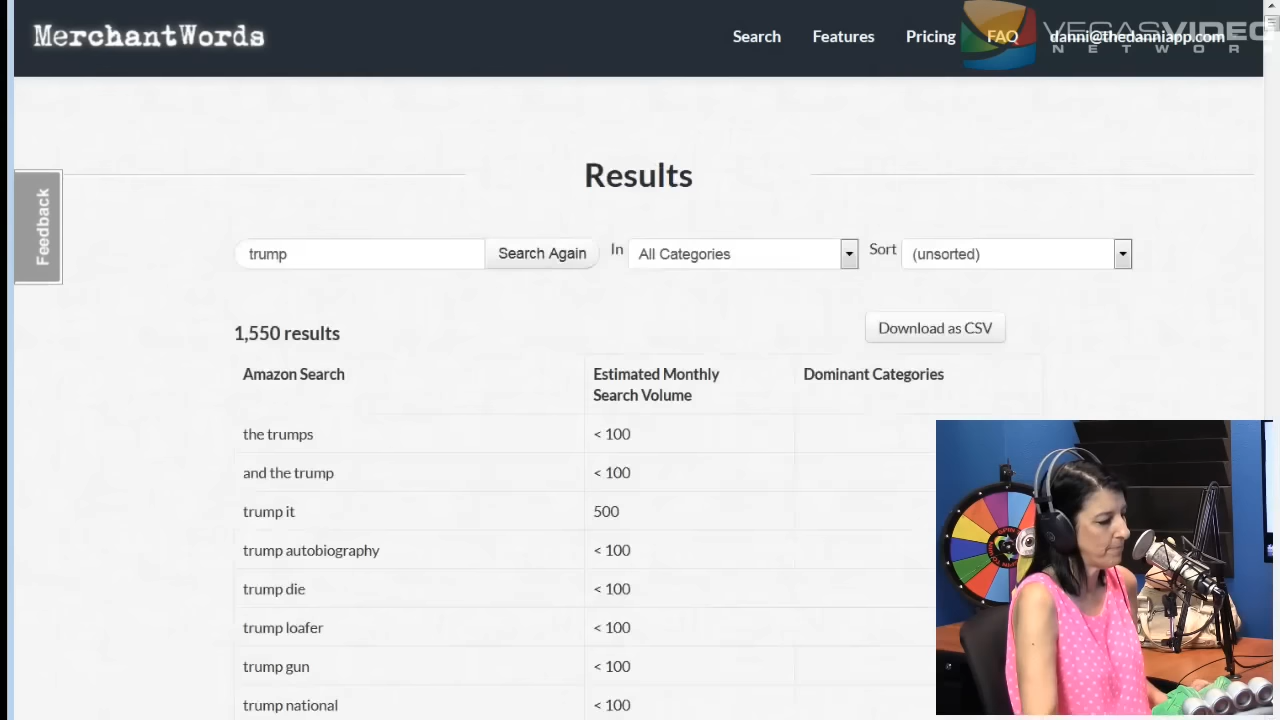 MerchantWords
Search Features Pricing FAQ danni@thedanniapp.com
VEGASVIDEO
NETWOR
Feedback
Results
trump Search Again In All Categories Sort (unsorted)
1,550 results Download as CSV
Amazon Search Estimated Monthly Search Volume Dominant Categories
the trumps < 100
and the trump < 100
trump it 500
trump autobiography < 100
trump die < 100
trump loafer < 100
trump gun < 100
trump national < 100